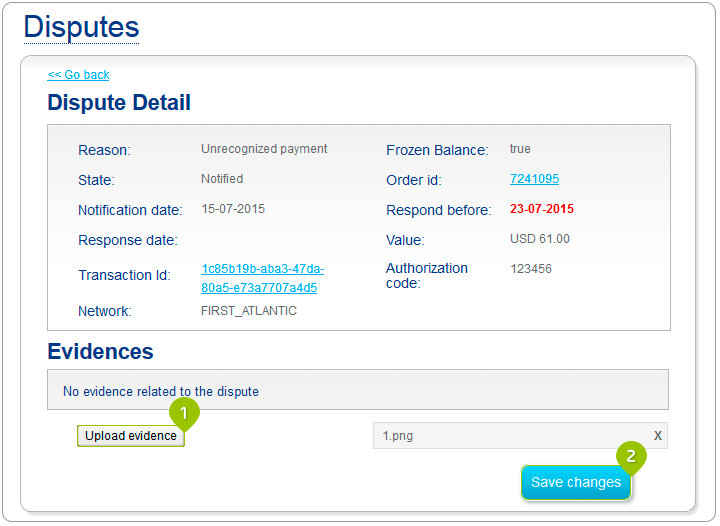 Disputes
<< Go back
Dispute Detail
Reason: Unrecognized payment Frozen Balance: true
State: Notified Order id: 7241095
Notification date: 15-07-2015 Respond before: 23-07-2015
Response date: Value: USD 61.00
Transaction Id: 1c85b19b-aba3-47da- Authorization 123456
80a5-e73a7707a4d5 code:
Network: FIRST_ATLANTIC
Evidences
No evidence related to the dispute
1
Upload evidence 1.png X
2
Save changes